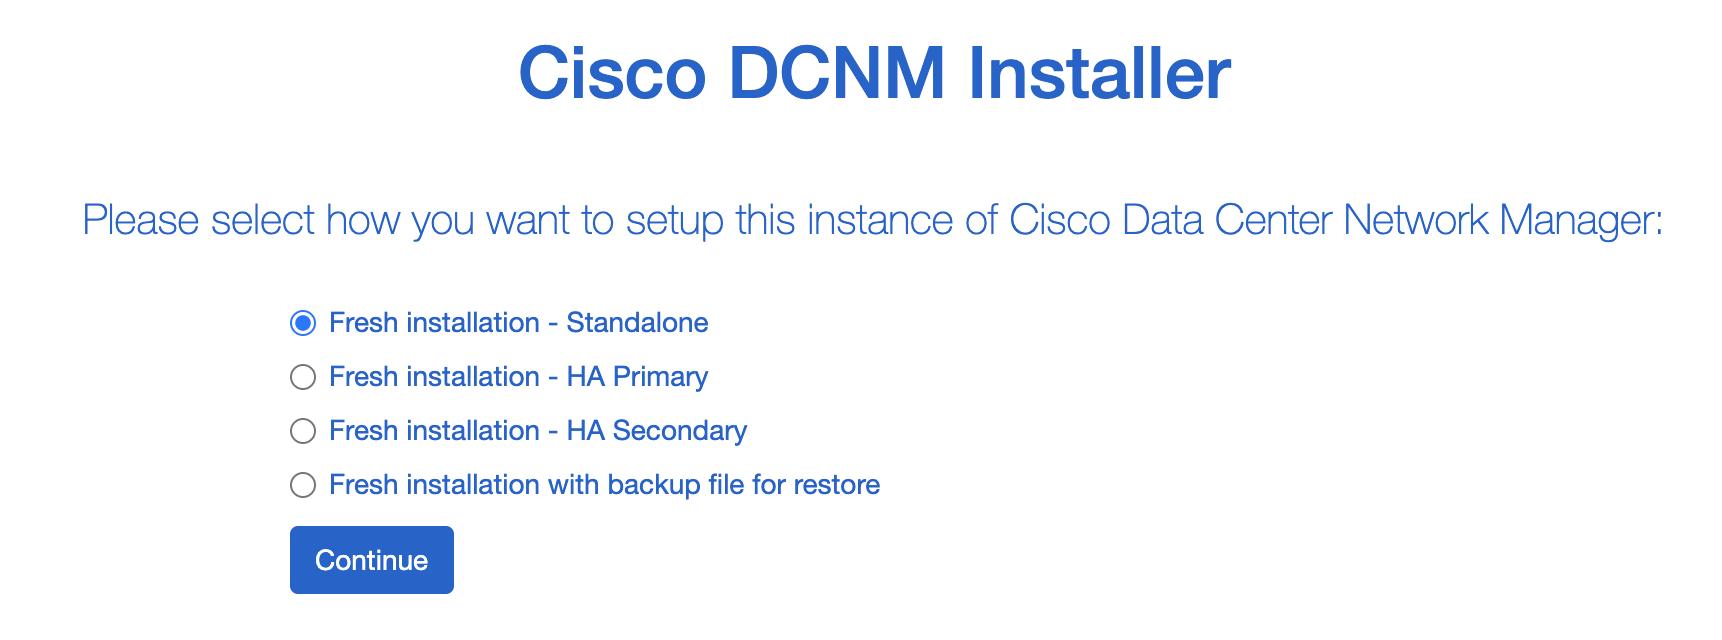 Cisco DCNM Installer
Please select how you want to setup this instance of Cisco Data Center Network Manager:
Fresh installation - Standalone
Fresh installation - HA Primary
Fresh installation - HA Secondary
Fresh installation with backup file for restore
Continue